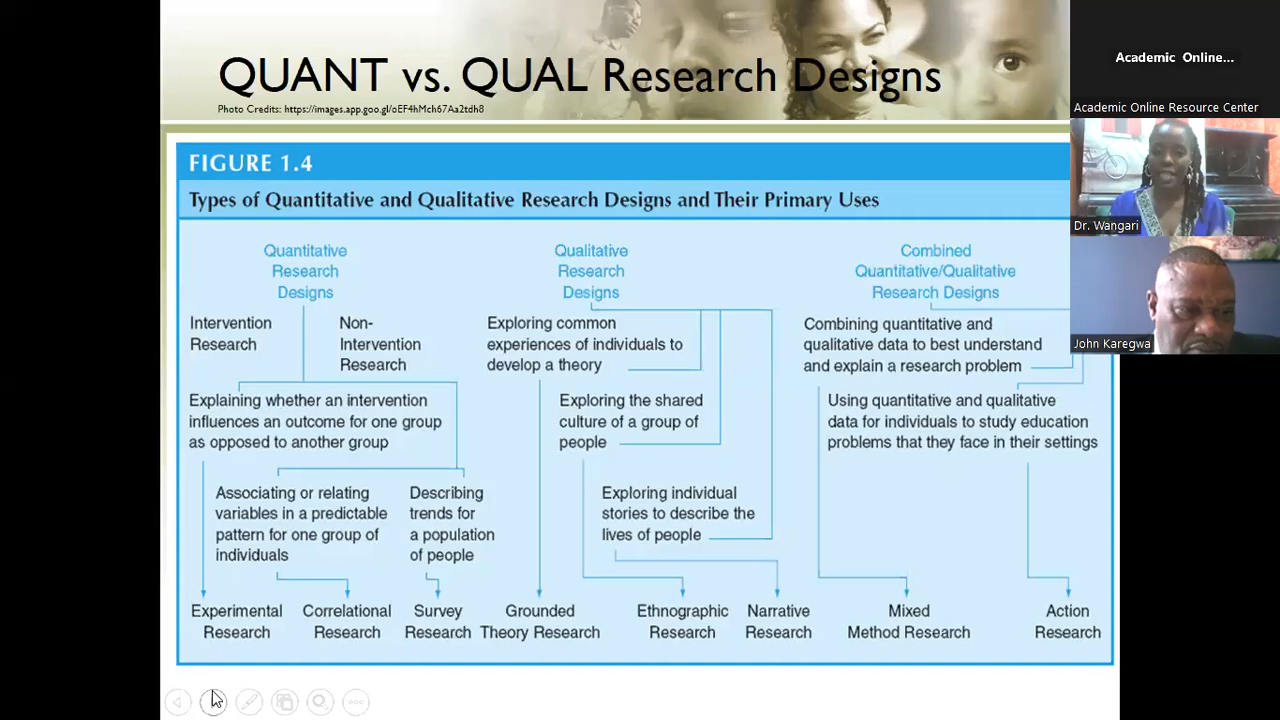 QUANT vs. QUAL Research Designs
Photo Credits: https://images.app.goo.gl/oEF4hMch67Aa2tdh8
Academic Online...
Academic Online Resource Center
Dr. Wangari
John Karegwa
FIGURE 1.4
Types of Quantitative and Qualitative Research Designs and Their Primary Uses
Quantitative
Research
Designs
Intervention
Research
Non-
Intervention
Research
Explaining whether an intervention
influences an outcome for one group
as opposed to another group
Associating or relating
variables in a predictable
pattern for one group of
individuals
Describing
trends for
a population
of people
Experimental
Research
Correlational
Research
Survey
Research
Qualitative
Research
Designs
Exploring common
experiences of individuals to
develop a theory
Exploring the shared
culture of a group of
people
Exploring individual
stories to describe the
lives of people
Grounded
Theory Research
Ethnographic
Research
Narrative
Research
Combined
Quantitative/Qualitative
Research Designs
Combining quantitative and
qualitative data to best understand
and explain a research problem
Using quantitative and qualitative
data for individuals to study education
problems that they face in their settings
Mixed
Method Research
Action
Research